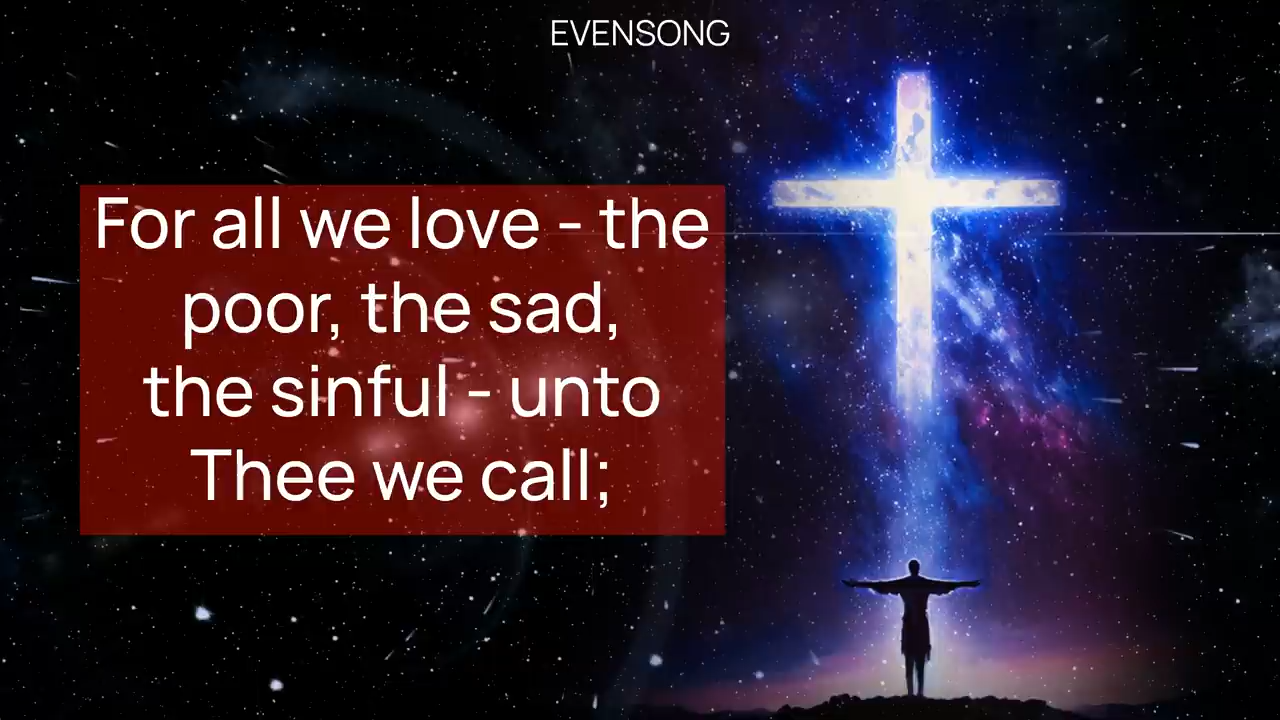 EVENSONG
For all we love - the
poor, the sad,
the sinful - unto
Thee we call;